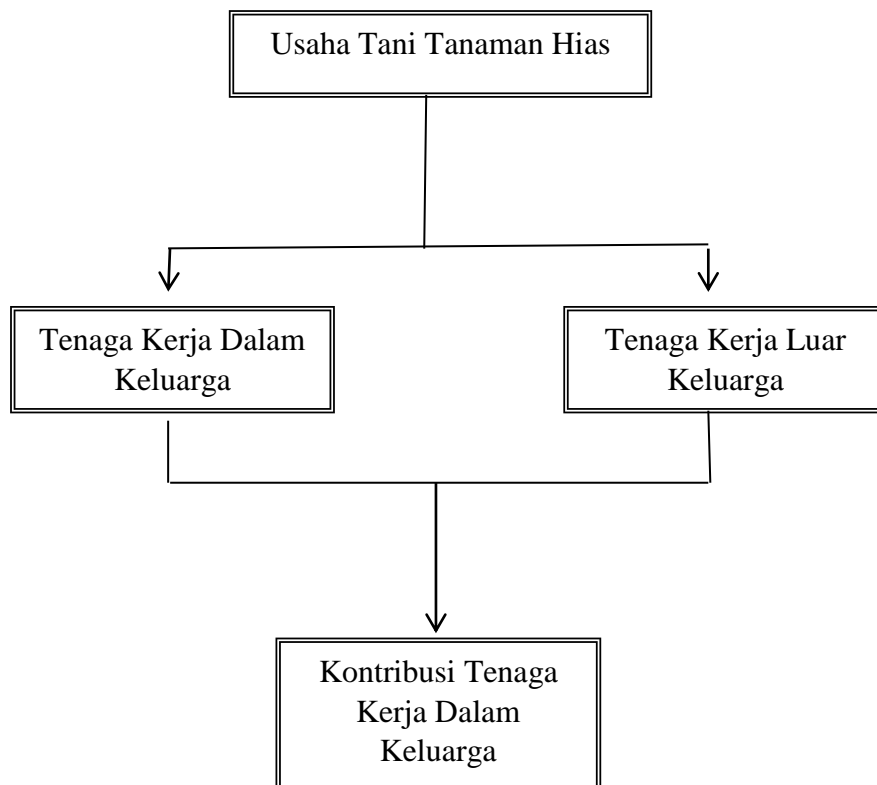 Usaha Tani Tanaman Hias
Tenaga Kerja Dalam
Keluarga
Tenaga Kerja Luar
Keluarga
Kontribusi Tenaga
Kerja Dalam
Keluarga